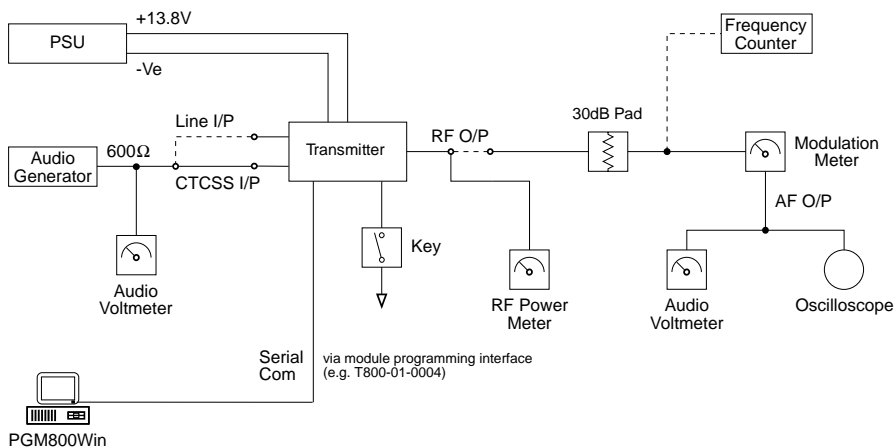 +13.8V
PSU
-Ve
Frequency
Counter
Line I/P
30dB Pad
600Ω
Transmitter
RF O/P
Audio
Generator
CTCSS I/P
Modulation
Meter
AF O/P
Key
Audio
Voltmeter
RF Power
Meter
Audio
Voltmeter
Oscilloscope
Serial
Com
via module programming interface
(e.g. T800-01-0004)
PGM800Win